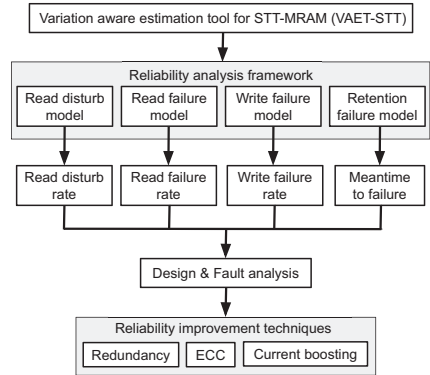 Variation aware estimation tool for STT-MRAM (VAET-STT)
Reliability analysis framework
Read disturb
model
Read failure
model
Write failure
model
Retention
failure model
Read disturb
rate
Read failure
rate
Write failure
rate
Meantime
to failure
Design & Fault analysis
Reliability improvement techniques
Redundancy
ECC
Current boosting